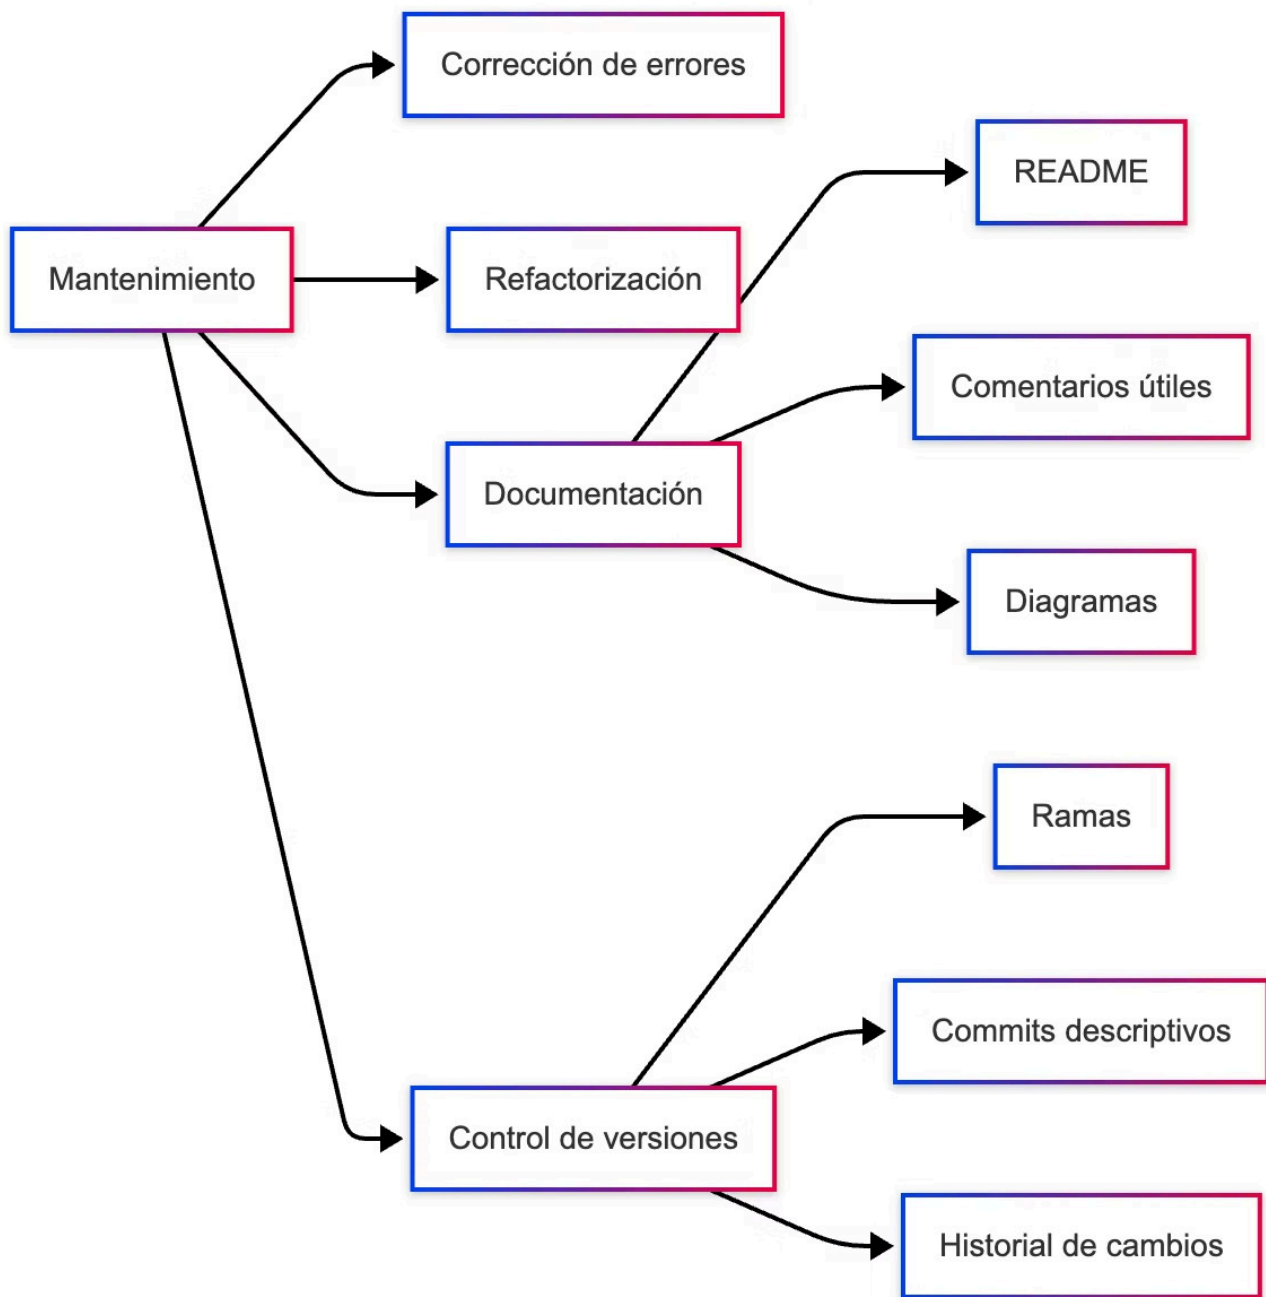 Corrección de errores
README
Mantenimiento
Refactorización
Comentarios útiles
Documentación
Diagramas
Ramas
Commits descriptivos
Control de versiones
Historial de cambios